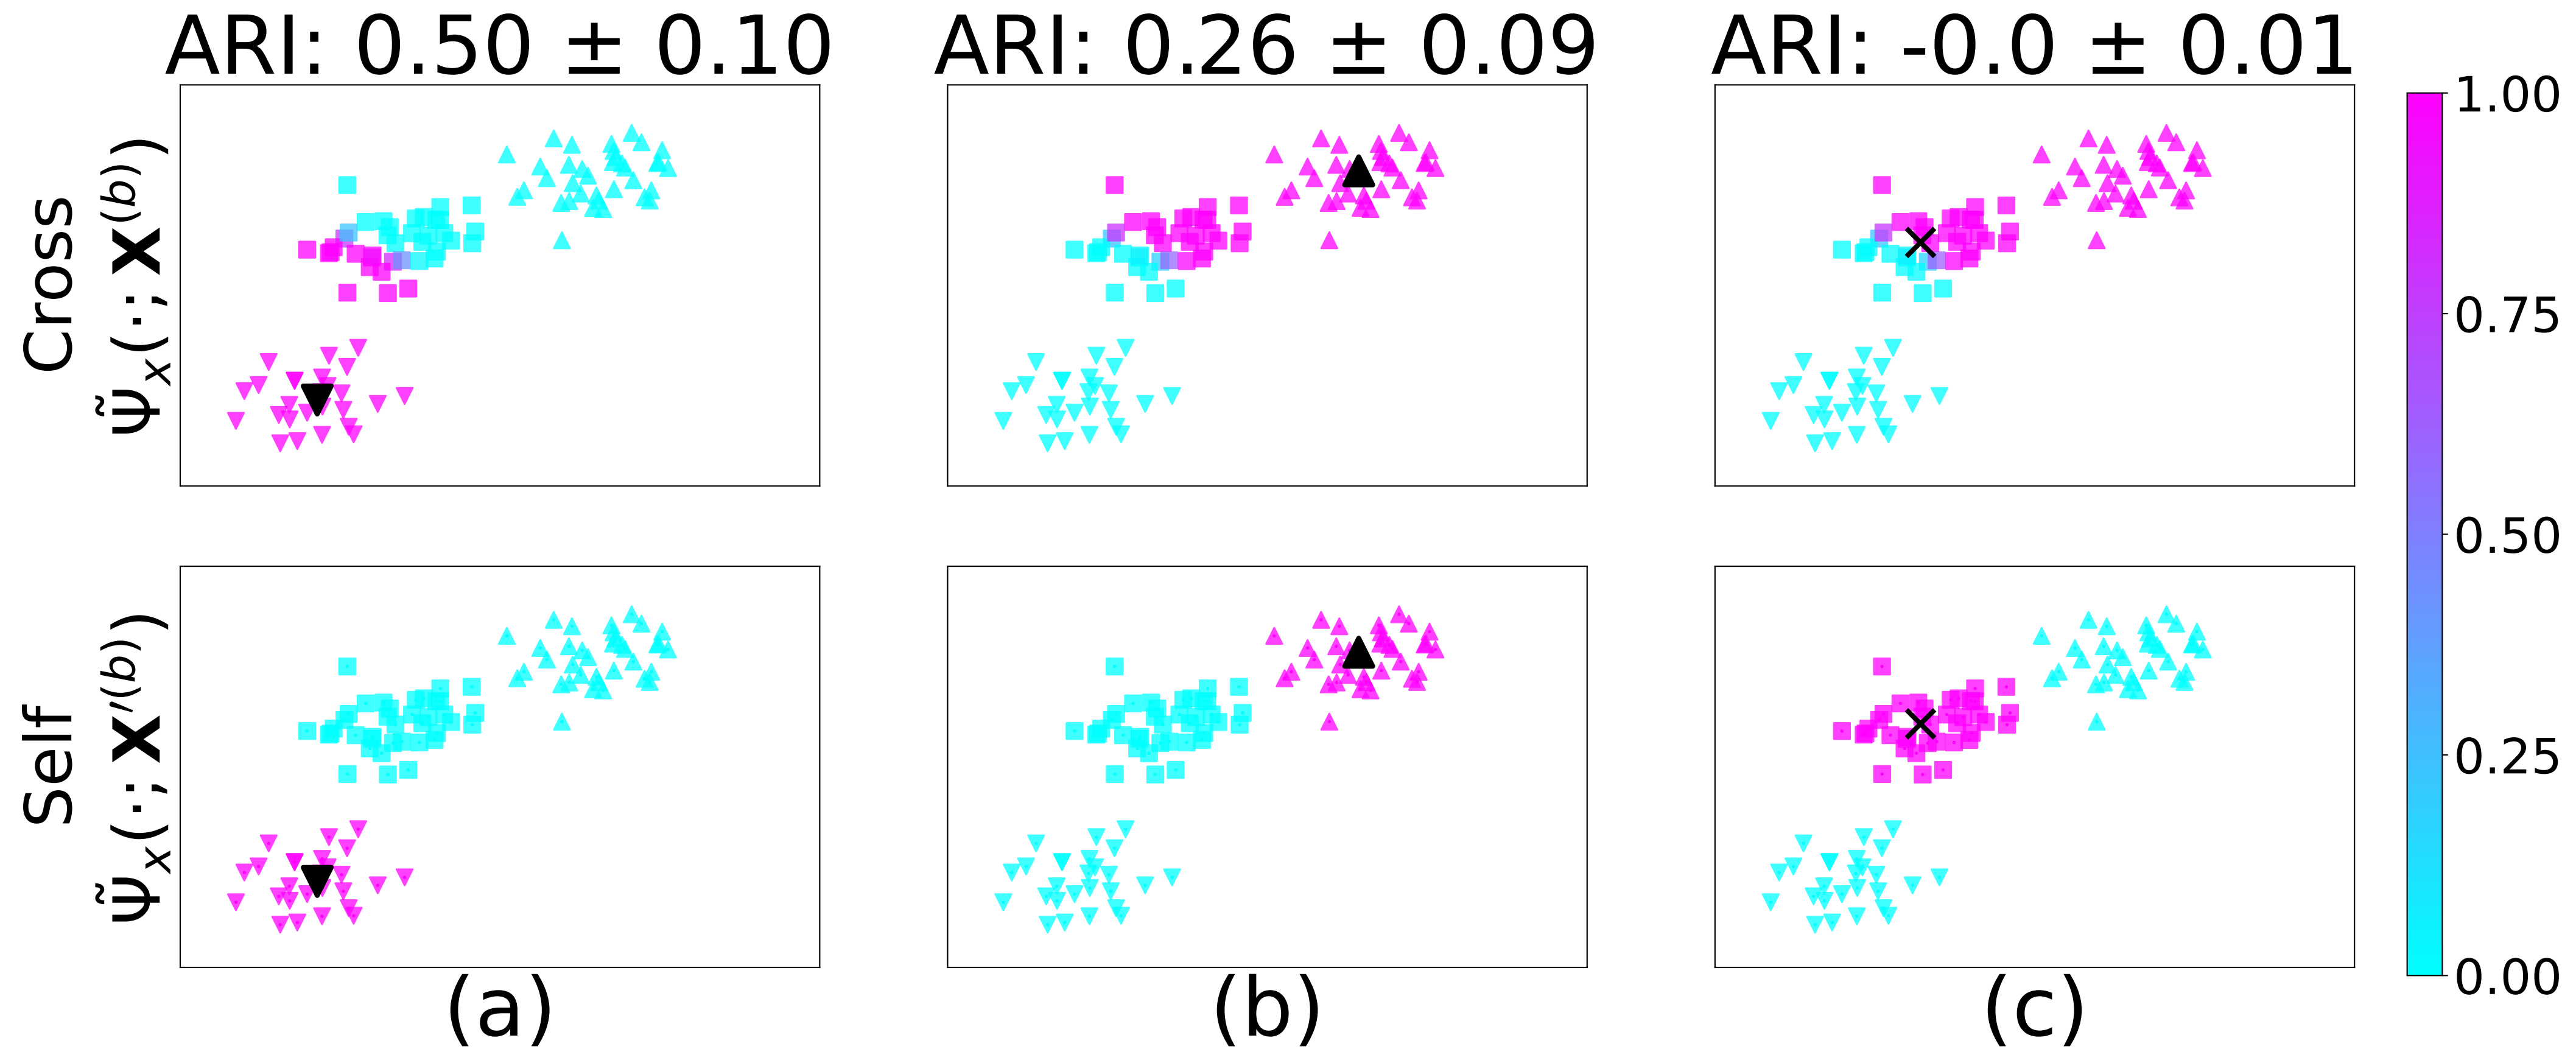 ARI: 0.50 ± 0.10
ARI: 0.26 ± 0.09
ARI: -0.0 ± 0.01
Cross
Ψ̃ₓ(·; X⁽ᵇ⁾)
Self
Ψ̃ₓ(·; X′⁽ᵇ⁾)
1.00
0.75
0.50
0.25
0.00
(a)
(b)
(c)